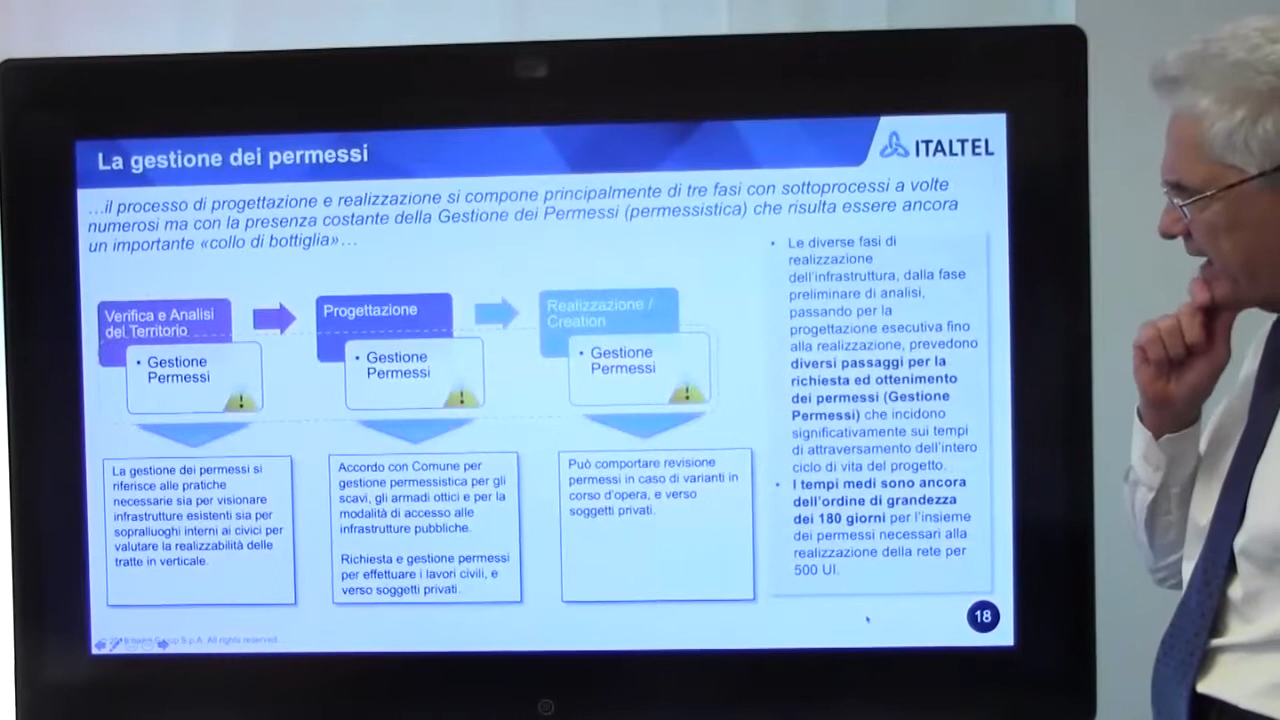 La gestione dei permessi
ITALTEL
…il processo di progettazione e realizzazione si compone principalmente di tre fasi con sottoprocessi a volte
numerosi ma con la presenza costante della Gestione dei Permessi (permessistica) che risulta essere ancora
un importante «collo di bottiglia»…
Verifica e Analisi
del Territorio
• Gestione
Permessi
Progettazione
• Gestione
Permessi
Realizzazione /
Creation
• Gestione
Permessi
La gestione dei permessi si
riferisce alle pratiche
necessarie sia per visionare
infrastrutture esistenti sia per
sopralluoghi interni ai civici per
valutare la realizzabilità delle
tratte in verticale.
Accordo con Comune per
gestione permessistica per gli
scavi, gli armadi ottici e per la
modalità di accesso alle
infrastrutture pubbliche.
Richiesta e gestione permessi
per effettuare i lavori civili, e
verso soggetti privati.
Può comportare revisione
permessi in caso di varianti in
corso d'opera, e verso
soggetti privati.
• Le diverse fasi di
realizzazione
dell'infrastruttura, dalla fase
preliminare di analisi,
passando per la
progettazione esecutiva fino
alla realizzazione, prevedono
diversi passaggi per la
richiesta ed ottenimento
dei permessi (Gestione
Permessi) che incidono
significativamente sui tempi
di attraversamento dell'intero
ciclo di vita del progetto.
• I tempi medi sono ancora
dell'ordine di grandezza
dei 180 giorni per l'insieme
dei permessi necessari alla
realizzazione della rete per
500 UI.
S.p.A. All rights reserved
18